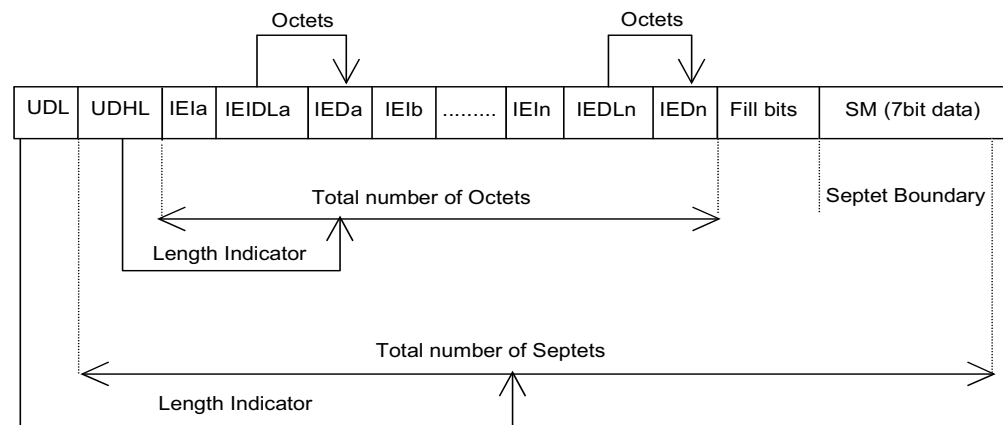 Octets Octets
UDL UDHL IEIa IEIDLa IEDa IEIb ......... IEIn IEDLn IEDn Fill bits SM (7bit data)
Total number of Octets
Septet Boundary
Length Indicator
Total number of Septets
Length Indicator